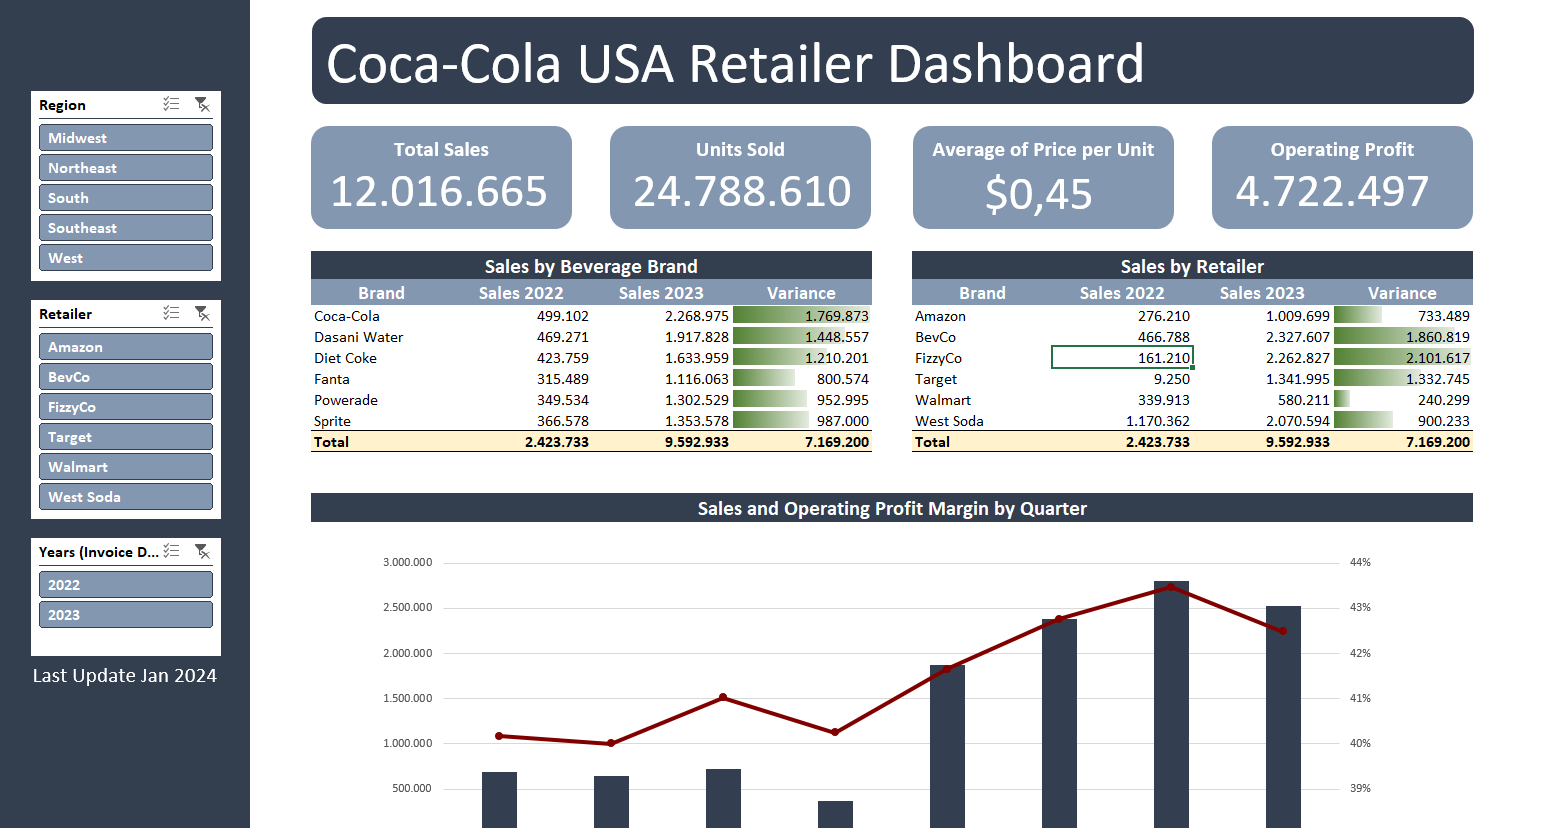 Coca-Cola USA Retailer Dashboard
Region
Midwest
Northeast
South
Southeast
West
Retailer
Amazon
BevCo
FizzyCo
Target
Walmart
West Soda
Years (Invoice D...
2022
2023
Last Update Jan 2024
Total Sales
12.016.665
Units Sold
24.788.610
Average of Price per Unit
$0,45
Operating Profit
4.722.497
Sales by Beverage Brand
Brand Sales 2022 Sales 2023 Variance
Coca-Cola 499.102 2.268.975 1.769.873
Dasani Water 469.271 1.917.828 1.448.557
Diet Coke 423.759 1.633.959 1.210.201
Fanta 315.489 1.116.063 800.574
Powerade 349.534 1.302.529 952.995
Sprite 366.578 1.353.578 987.000
Total 2.423.733 9.592.933 7.169.200
Sales by Retailer
Brand Sales 2022 Sales 2023 Variance
Amazon 276.210 1.009.699 733.489
BevCo 466.788 2.327.607 1.860.819
FizzyCo 161.210 2.262.827 2.101.617
Target 9.250 1.341.995 1.332.745
Walmart 339.913 580.211 240.299
West Soda 1.170.362 2.070.594 900.233
Total 2.423.733 9.592.933 7.169.200
Sales and Operating Profit Margin by Quarter
3.000.000 44%
2.500.000 43%
2.000.000 42%
1.500.000 41%
1.000.000 40%
500.000 39%